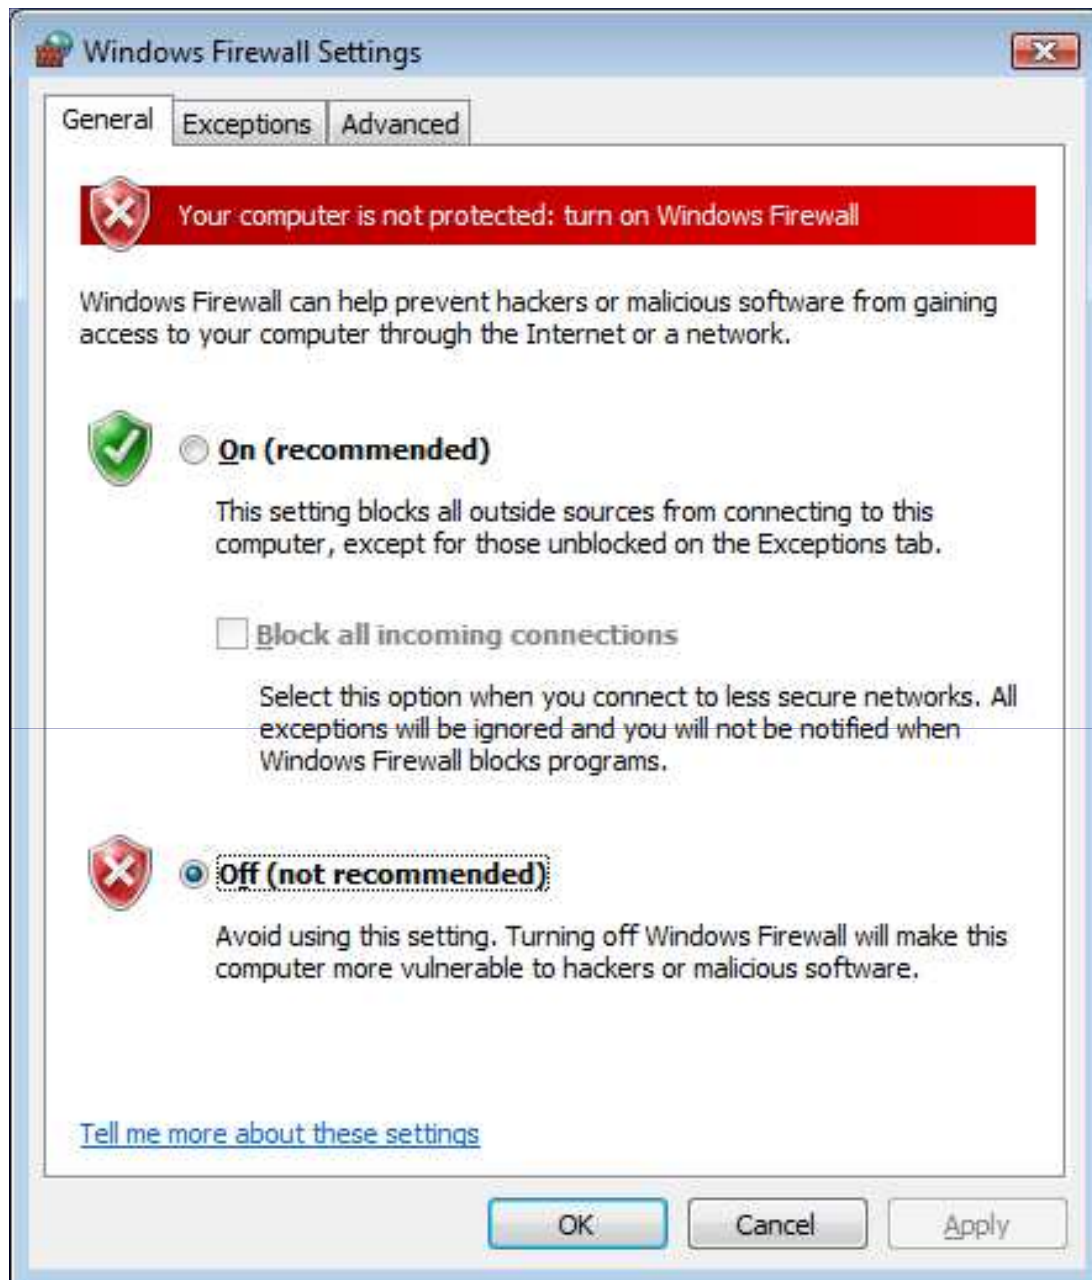 Windows Firewall Settings
General Exceptions Advanced
Your computer is not protected: turn on Windows Firewall
Windows Firewall can help prevent hackers or malicious software from gaining
access to your computer through the Internet or a network.
On (recommended)
This setting blocks all outside sources from connecting to this
computer, except for those unblocked on the Exceptions tab.
Block all incoming connections
Select this option when you connect to less secure networks. All
exceptions will be ignored and you will not be notified when
Windows Firewall blocks programs.
Off (not recommended)
Avoid using this setting. Turning off Windows Firewall will make this
computer more vulnerable to hackers or malicious software.
Tell me more about these settings
OK Cancel Apply